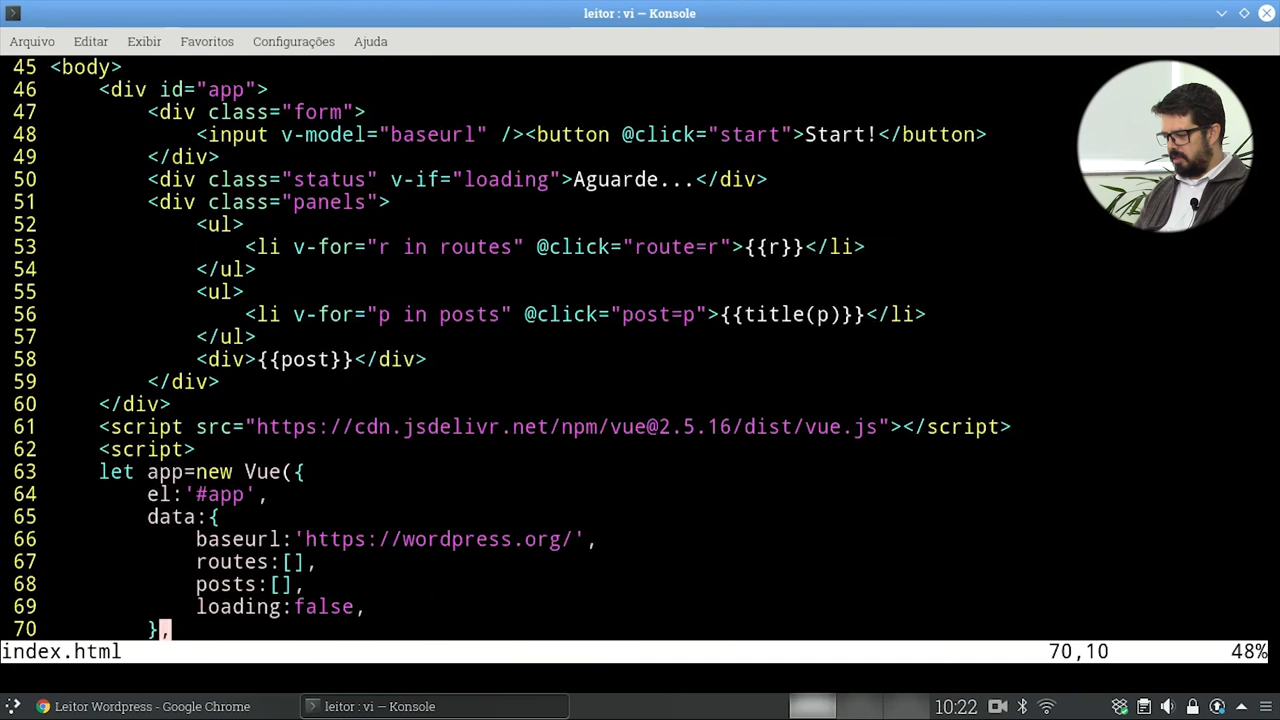 leitor : vi — Konsole
Arquivo Editar Exibir Favoritos Configurações Ajuda
45 <body>
46     <div id="app">
47         <div class="form">
48             <input v-model="baseurl" /><button @click="start">Start!</button>
49         </div>
50         <div class="status" v-if="loading">Aguarde...</div>
51         <div class="panels">
52             <ul>
53                 <li v-for="r in routes" @click="route=r">{{r}}</li>
54             </ul>
55             <ul>
56                 <li v-for="p in posts" @click="post=p">{{title(p)}}</li>
57             </ul>
58             <div>{{post}}</div>
59         </div>
60     </div>
61     <script src="https://cdn.jsdelivr.net/npm/vue@2.5.16/dist/vue.js"></script>
62     <script>
63     let app=new Vue({
64         el:'#app',
65         data:{
66             baseurl:'https://wordpress.org/',
67             routes:[],
68             posts:[],
69             loading:false,
70         },
index.html 70,10 48%
Leitor Wordpress - Google Chrome leitor : vi — Konsole 10:22